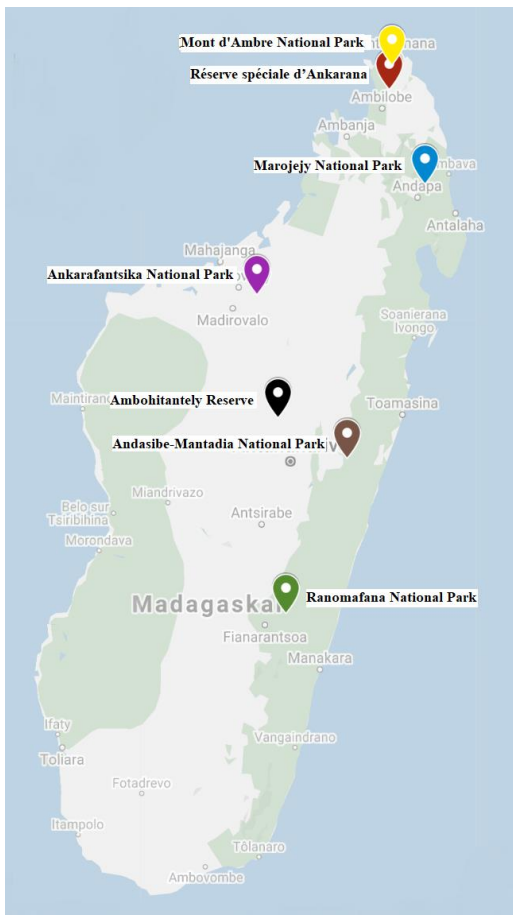 Mont d'Ambre National Park
Réserve spéciale d’Ankarana
Ambilobe
Ambanja
Marojejy National Park
Andapa
Antalaha
Mahajanga
Ankarafantsika National Park
Madirovalo
Soanierana
Ivongo
Ambohitantely Reserve
Toamasina
Andasibe-Mantadia National Park
Miandrivazo
Belo sur
Tsiribihina
Antsirabe
Morondava
Madagaska
Ranomafana National Park
Fianarantsoa
Manakara
Ifaty
Vangaindrano
Toliara
Fotadrevo
Itampolo
Tôlanaro
Ambovombe